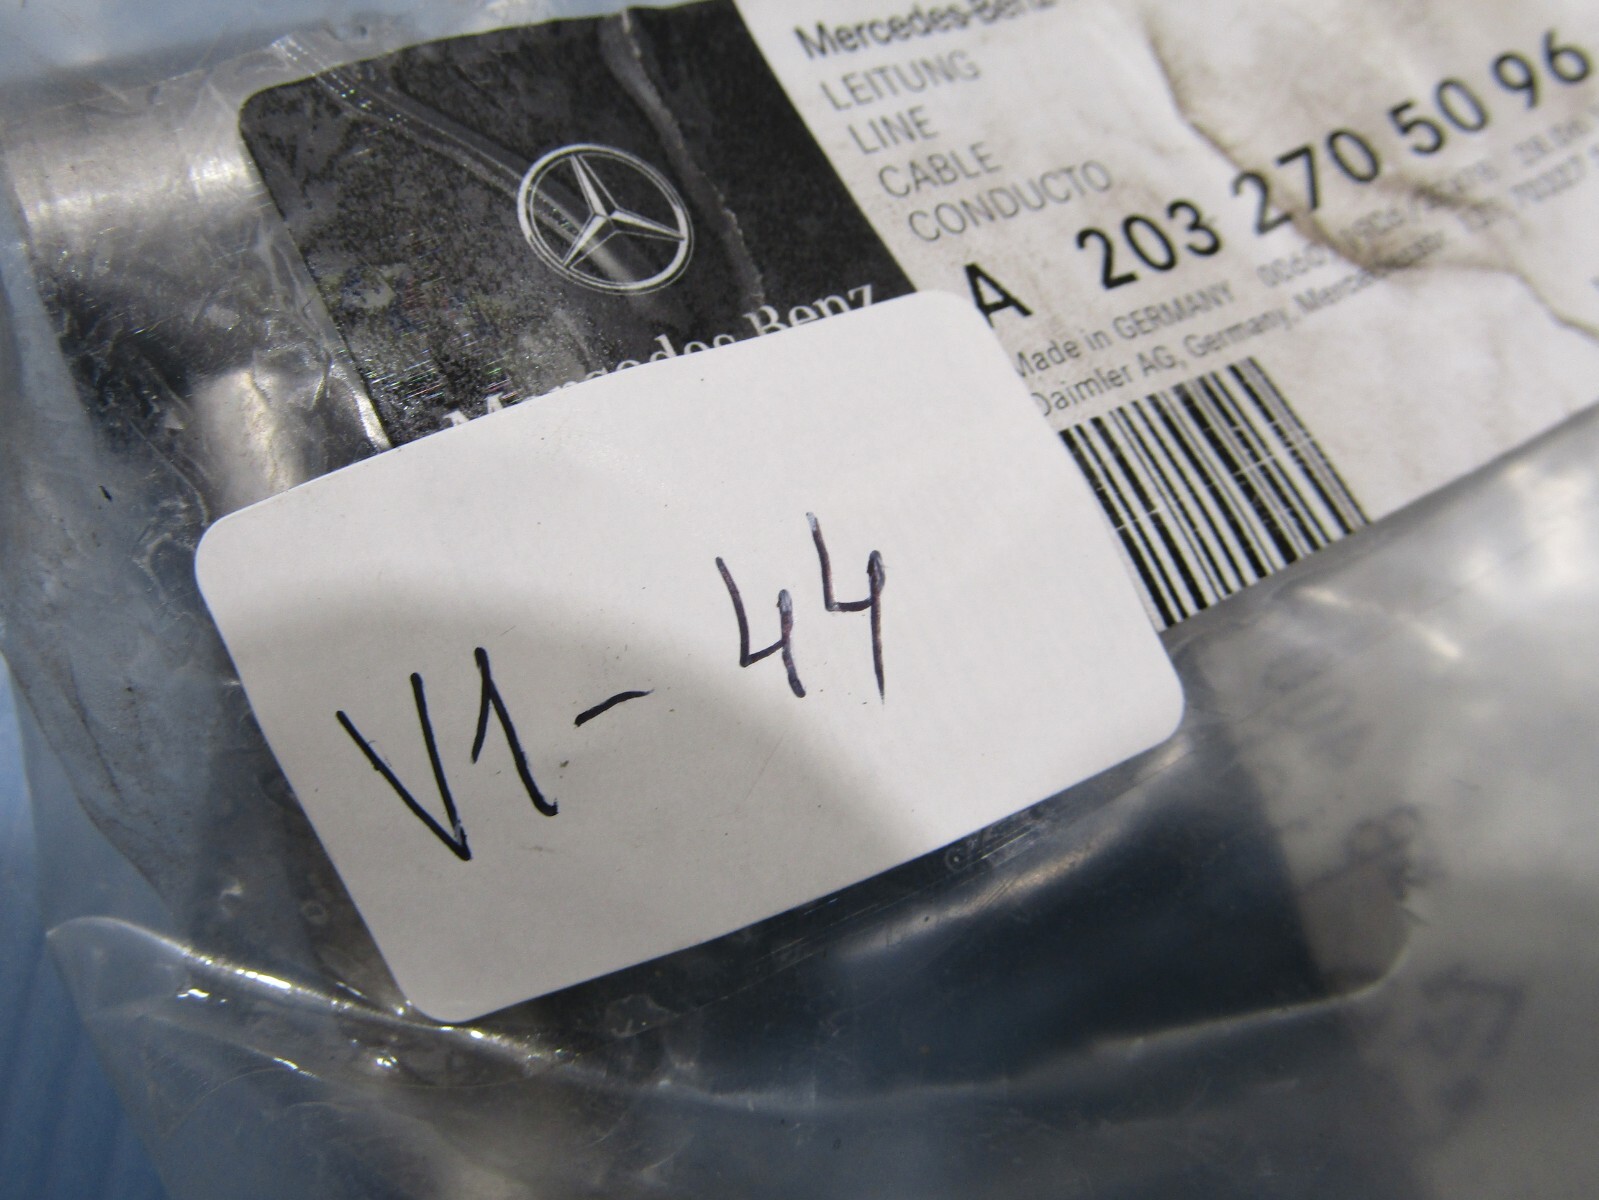 Mercedes-Benz
LEITUNG
LINE
CABLE
CONDUCTO
A 203 270 50 96
Made in GERMANY
Daimler AG, Germany,
Mercedes-Benz
V1-44